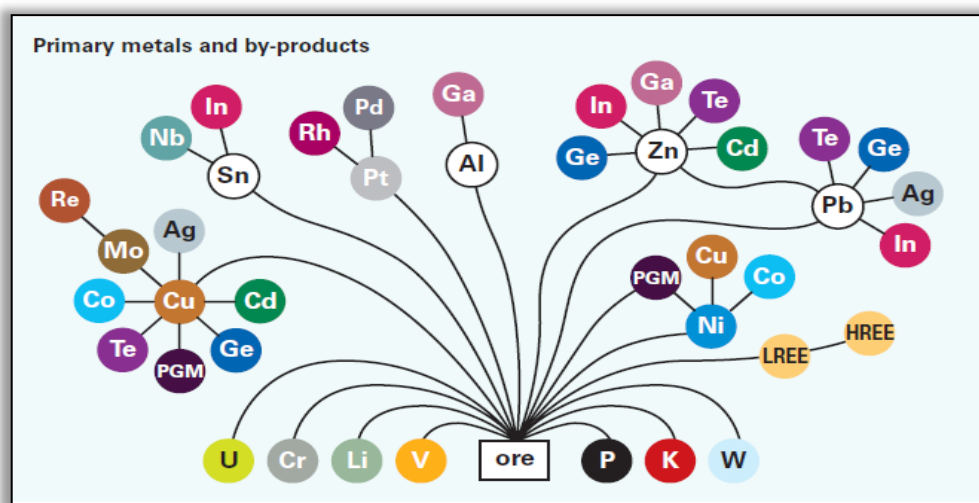 Primary metals and by-products
In
Nb
Sn
Rh
Pd
Pt
Ga
Al
In
Ga
Te
Ge
Zn
Cd
Te
Ge
Pb
Ag
In
Re
Mo
Ag
Co
Cu
Cd
Te
PGM
Ge
PGM
Cu
Co
Ni
LREE
HREE
U
Cr
Li
V
ore
P
K
W